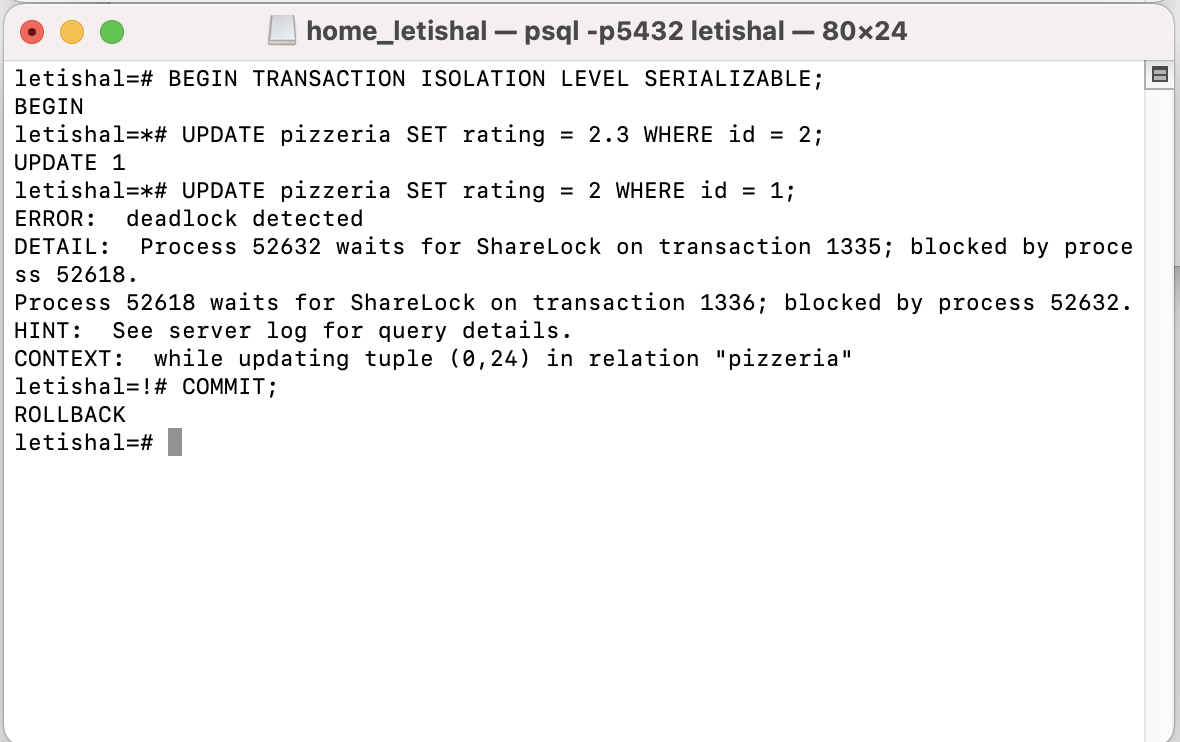 home_letishal — psql -p5432 letishal — 80×24
letishal=# BEGIN TRANSACTION ISOLATION LEVEL SERIALIZABLE;
BEGIN
letishal=*# UPDATE pizzeria SET rating = 2.3 WHERE id = 2;
UPDATE 1
letishal=*# UPDATE pizzeria SET rating = 2 WHERE id = 1;
ERROR:  deadlock detected
DETAIL:  Process 52632 waits for ShareLock on transaction 1335; blocked by proce
ss 52618.
Process 52618 waits for ShareLock on transaction 1336; blocked by process 52632.
HINT:  See server log for query details.
CONTEXT:  while updating tuple (0,24) in relation "pizzeria"
letishal=!# COMMIT;
ROLLBACK
letishal=#